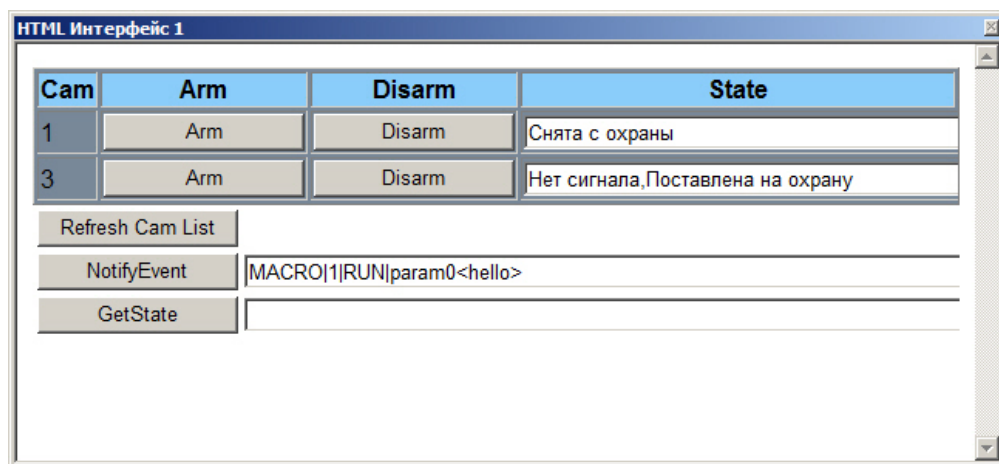 HTML Интерфейс 1
Cam Arm Disarm State
1 Arm Disarm Снята с охраны
3 Arm Disarm Нет сигнала,Поставлена на охрану
Refresh Cam List
NotifyEvent MACRO|1|RUN|param0<hello>
GetState